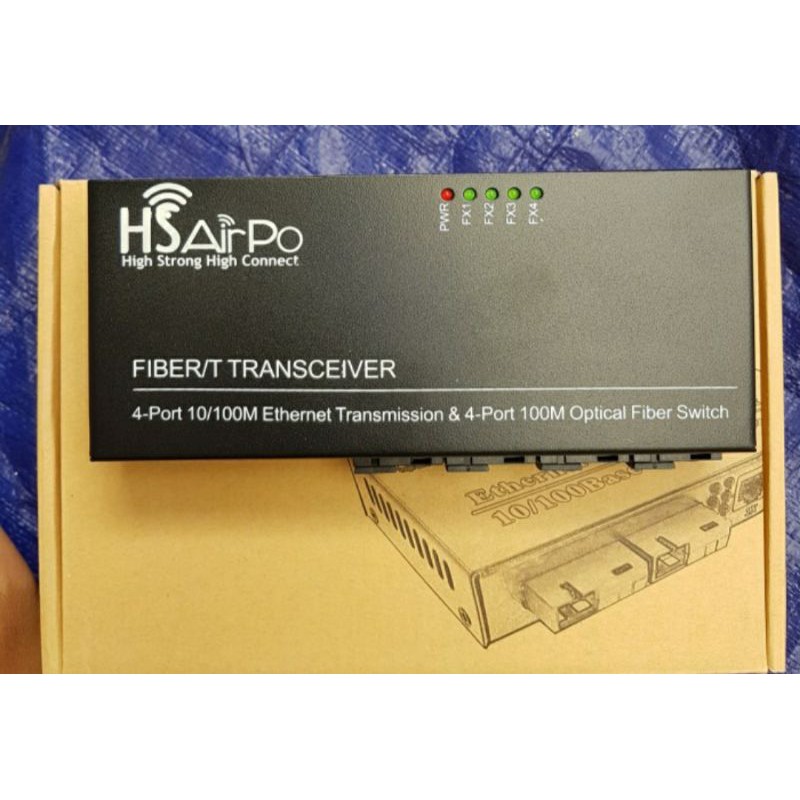 HSAirPo
High Strong High Connect
PWR
FX1
FX2
FX3
FX4
FIBER/T TRANSCEIVER
4-Port 10/100M Ethernet Transmission & 4-Port 100M Optical Fiber Switch
10/100Bas